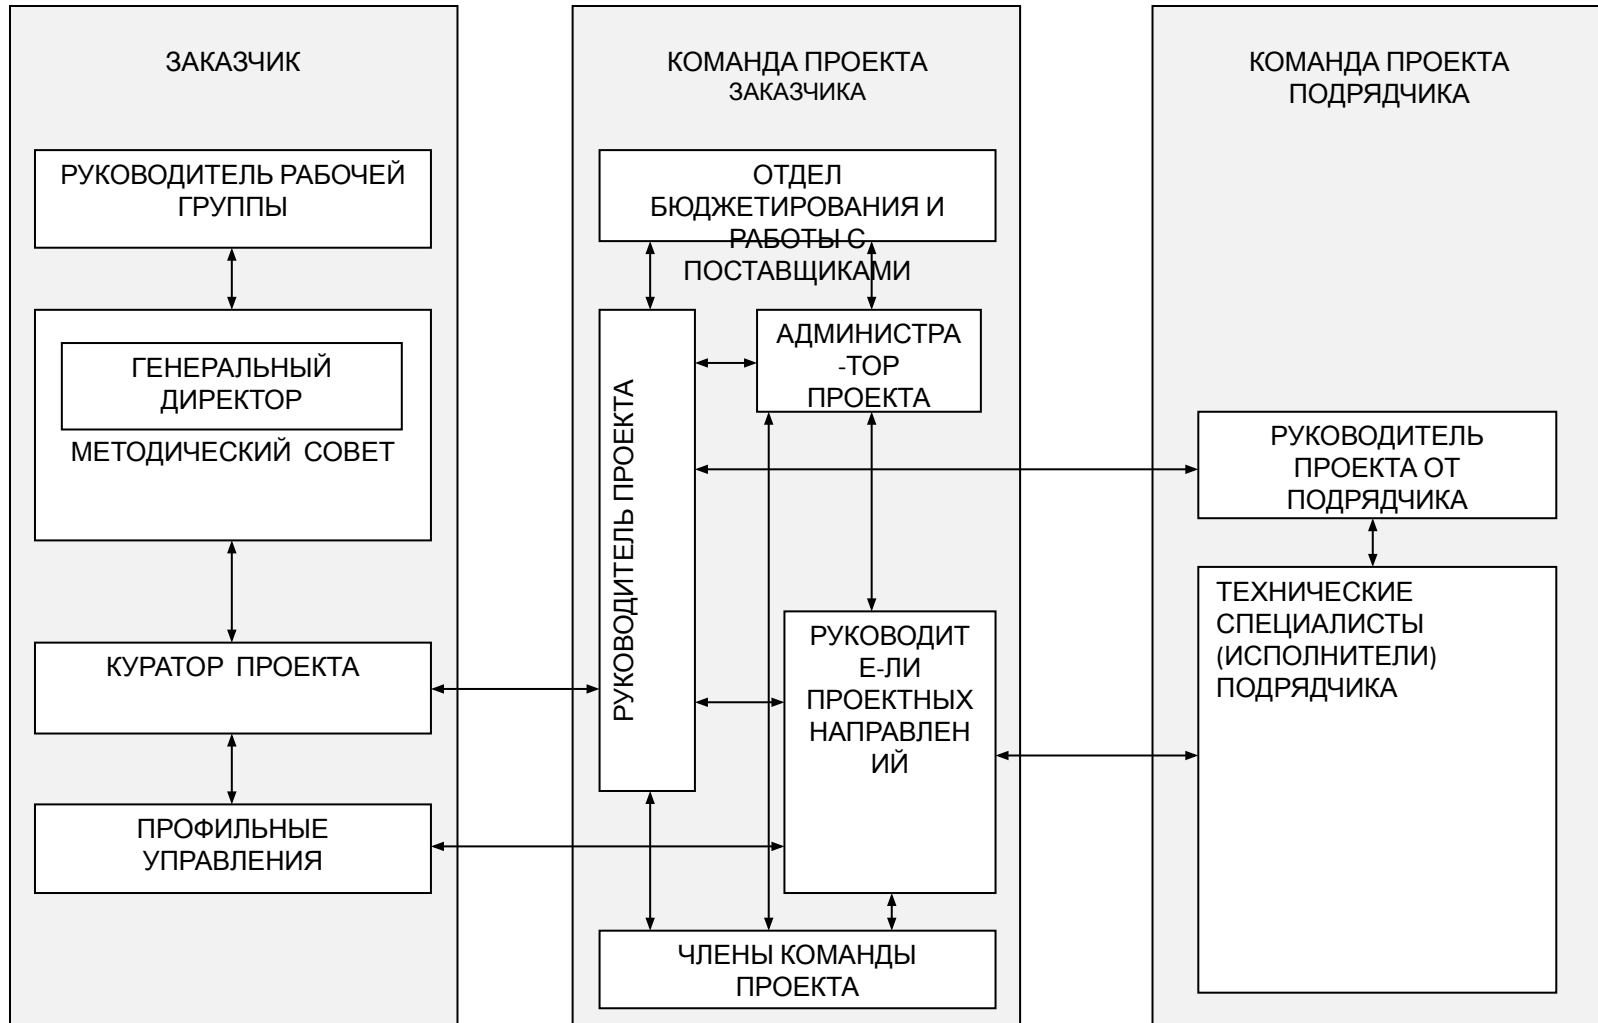 ЗАКАЗЧИК
РУКОВОДИТЕЛЬ РАБОЧЕЙ
ГРУППЫ
ГЕНЕРАЛЬНЫЙ
ДИРЕКТОР
МЕТОДИЧЕСКИЙ СОВЕТ
КУРАТОР ПРОЕКТА
ПРОФИЛЬНЫЕ
УПРАВЛЕНИЯ
КОМАНДА ПРОЕКТА
ЗАКАЗЧИКА
ОТДЕЛ
БЮДЖЕТИРОВАНИЯ И
РАБОТЫ С
ПОСТАВЩИКАМИ
РУКОВОДИТЕЛЬ ПРОЕКТА
АДМИНИСТРА
-ТОР
ПРОЕКТА
РУКОВОДИТ
Е-ЛИ
ПРОЕКТНЫХ
НАПРАВЛЕН
ИЙ
ЧЛЕНЫ КОМАНДЫ
ПРОЕКТА
КОМАНДА ПРОЕКТА
ПОДРЯДЧИКА
РУКОВОДИТЕЛЬ
ПРОЕКТА ОТ
ПОДРЯДЧИКА
ТЕХНИЧЕСКИЕ
СПЕЦИАЛИСТЫ
(ИСПОЛНИТЕЛИ)
ПОДРЯДЧИКА